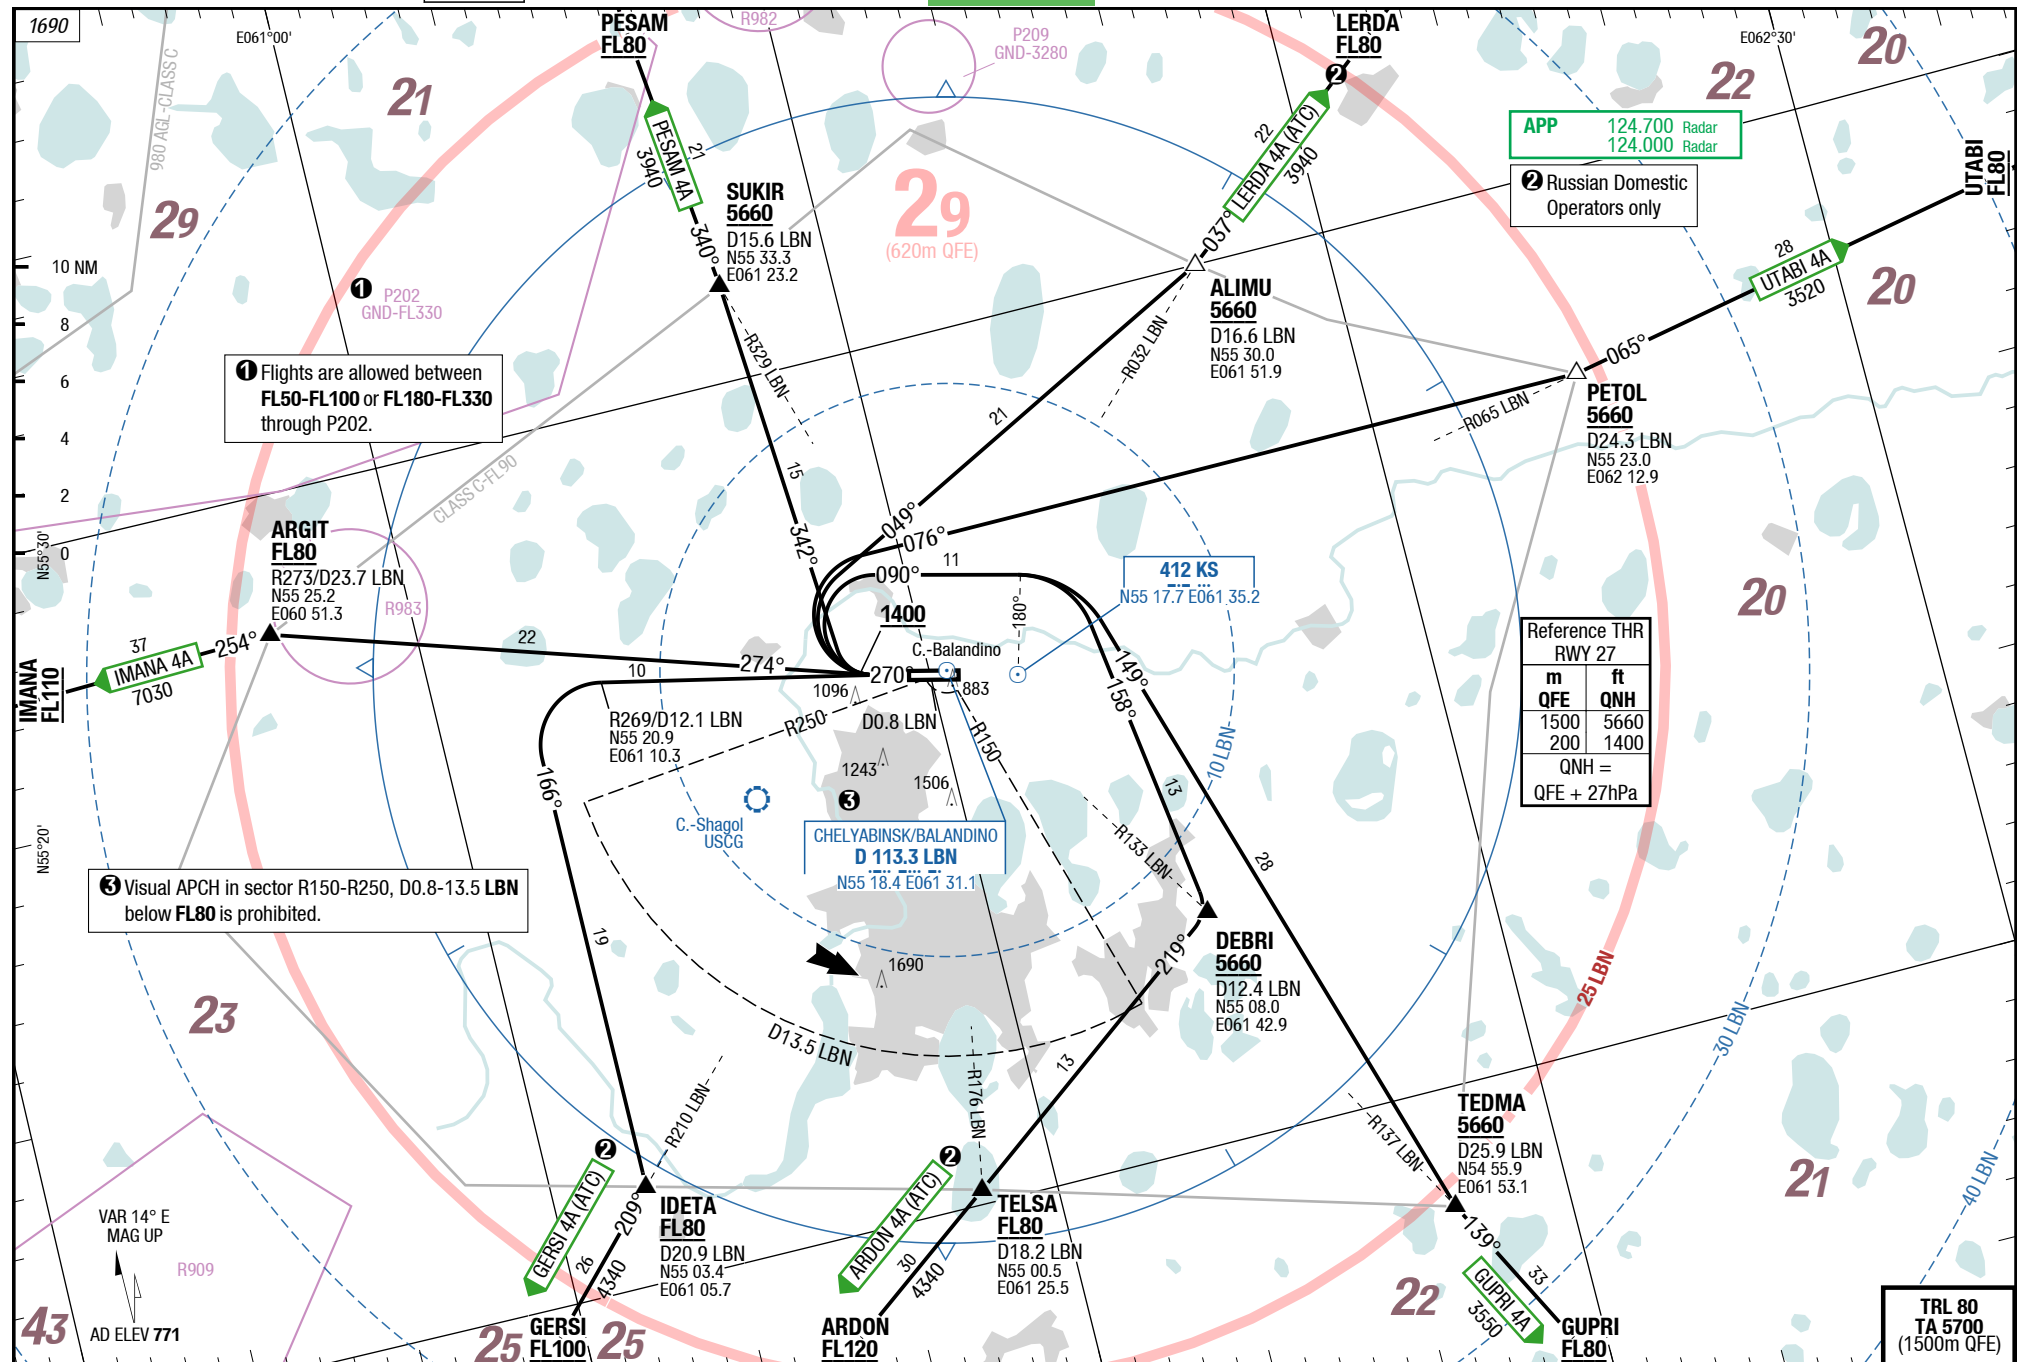 1690
E061°00'
980 AGL-CLASS C
21
PESAM
FL80
R982
P209
GND-3280
LERDA
FL80
2
E062°30'
20
22
APP 124.700 Radar
124.000 Radar
2 Russian Domestic
Operators only
UTABI
FL80
PESAM 4A
21
3940
340°
SUKIR
5660
D15.6 LBN
N55 33.3
E061 23.2
29
(620m QFE)
22
LERDA 4A (ATC)
3940
037°
29
10 NM
8
6
4
2
0
1
P202
GND-FL330
1 Flights are allowed between
FL50-FL100 or FL180-FL330
through P202.
ALIMU
5660
D16.6 LBN
N55 30.0
E061 51.9
R032 LBN
R329 LBN
28
UTABI 4A
3520
20
065°
PETOL
5660
D24.3 LBN
N55 23.0
E062 12.9
R065 LBN
21
15
CLASS C-FL90
342°
049°
076°
11
090°
N55°30'
ARGIT
FL80
R273/D23.7 LBN
N55 25.2
E060 51.3
R983
412 KS
N55 17.7 E061 35.2
180°
1400
20
C.-Balandino
37
IMANA 4A
7030
254°
IMANA
FL110
22
274°
10
270°
1096
883
R269/D12.1 LBN
N55 20.9
E061 10.3
R250
D0.8 LBN
R150
149°
158°
10 LBN
Reference THR
RWY 27
m ft
QFE QNH
1500 5660
200 1400
QNH =
QFE + 27hPa
166°
1243
1506
3
13
C.-Shagol
USCG
CHELYABINSK/BALANDINO
D 113.3 LBN
N55 18.4 E061 31.1
R133 LBN
28
N55°20'
3 Visual APCH in sector R150-R250, D0.8-13.5 LBN
below FL80 is prohibited.
19
1690
219°
DEBRI
5660
D12.4 LBN
N55 08.0
E061 42.9
25 LBN
30 LBN
23
D13.5 LBN
13
R176 LBN
R210 LBN
R137 LBN
TEDMA
5660
D25.9 LBN
N54 55.9
E061 53.1
21
40 LBN
2
GERSI 4A (ATC)
26
4340
209°
IDETA
FL80
D20.9 LBN
N55 03.4
E061 05.7
2
ARDON 4A (ATC)
30
4340
TELSA
FL80
D18.2 LBN
N55 00.5
E061 25.5
139°
33
GUPRI 4A
3550
22
VAR 14° E
MAG UP
R909
AD ELEV 771
43
25
GERSI
FL100
25
ARDON
FL120
GUPRI
FL80
TRL 80
TA 5700
(1500m QFE)